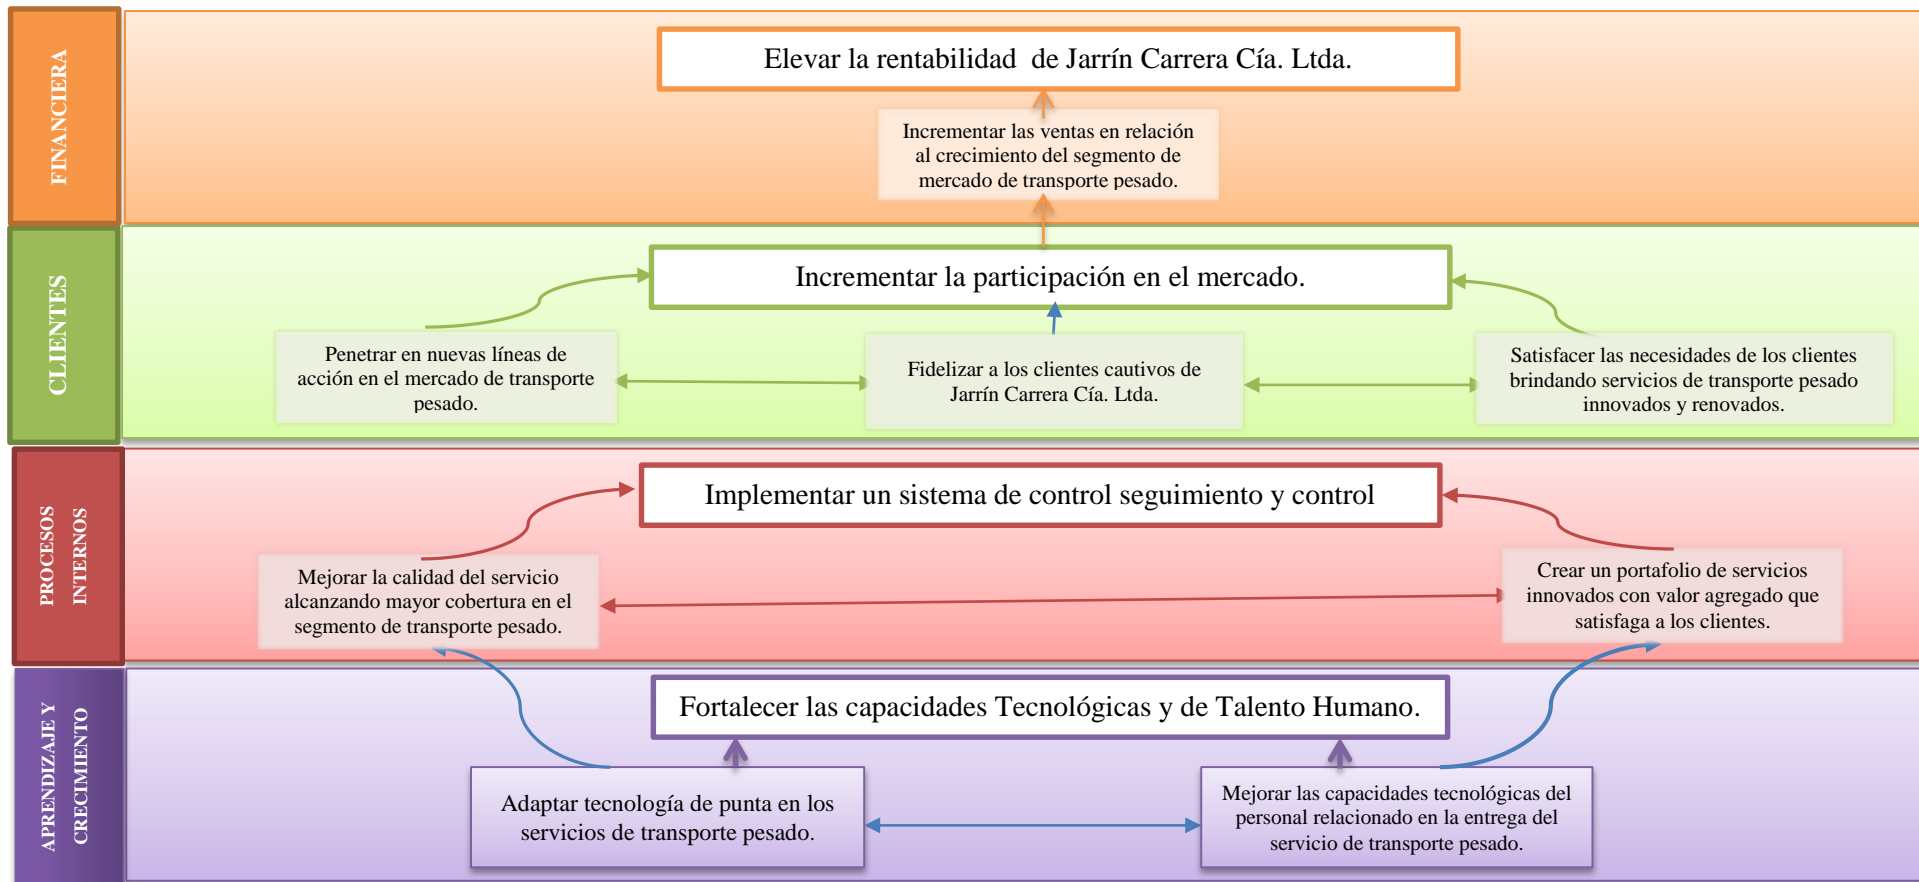 FINANCIERA
Elevar la rentabilidad  de Jarrín Carrera Cía. Ltda.
Incrementar las ventas en relación
al crecimiento del segmento de
mercado de transporte pesado.
CLIENTES
Incrementar la participación en el mercado.
Penetrar en nuevas líneas de
acción en el mercado de transporte
pesado.
Fidelizar a los clientes cautivos de
Jarrín Carrera Cía. Ltda.
Satisfacer las necesidades de los clientes
brindando servicios de transporte pesado
innovados y renovados.
PROCESOS
INTERNOS
Implementar un sistema de control seguimiento y control
Mejorar la calidad del servicio
alcanzando mayor cobertura en el
segmento de transporte pesado.
Crear un portafolio de servicios
innovados con valor agregado que
satisfaga a los clientes.
APRENDIZAJE Y
CRECIMIENTO
Fortalecer las capacidades Tecnológicas y de Talento Humano.
Adaptar tecnología de punta en los
servicios de transporte pesado.
Mejorar las capacidades tecnológicas del
personal relacionado en la entrega del
servicio de transporte pesado.